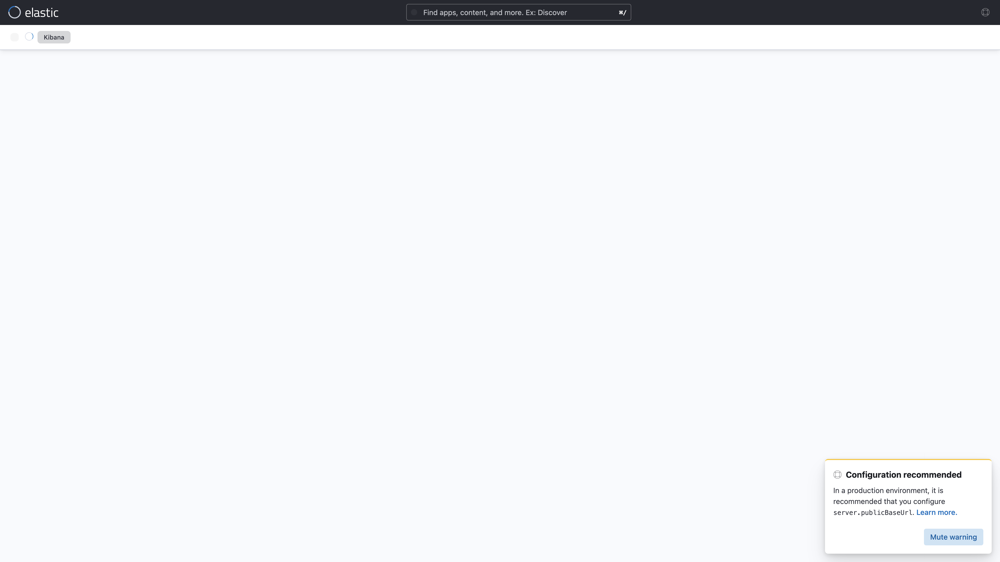 elastic
Find apps, content, and more. Ex: Discover ⌘/
Kibana
Configuration recommended
In a production environment, it is
recommended that you configure
server.publicBaseUrl. Learn more.
Mute warning